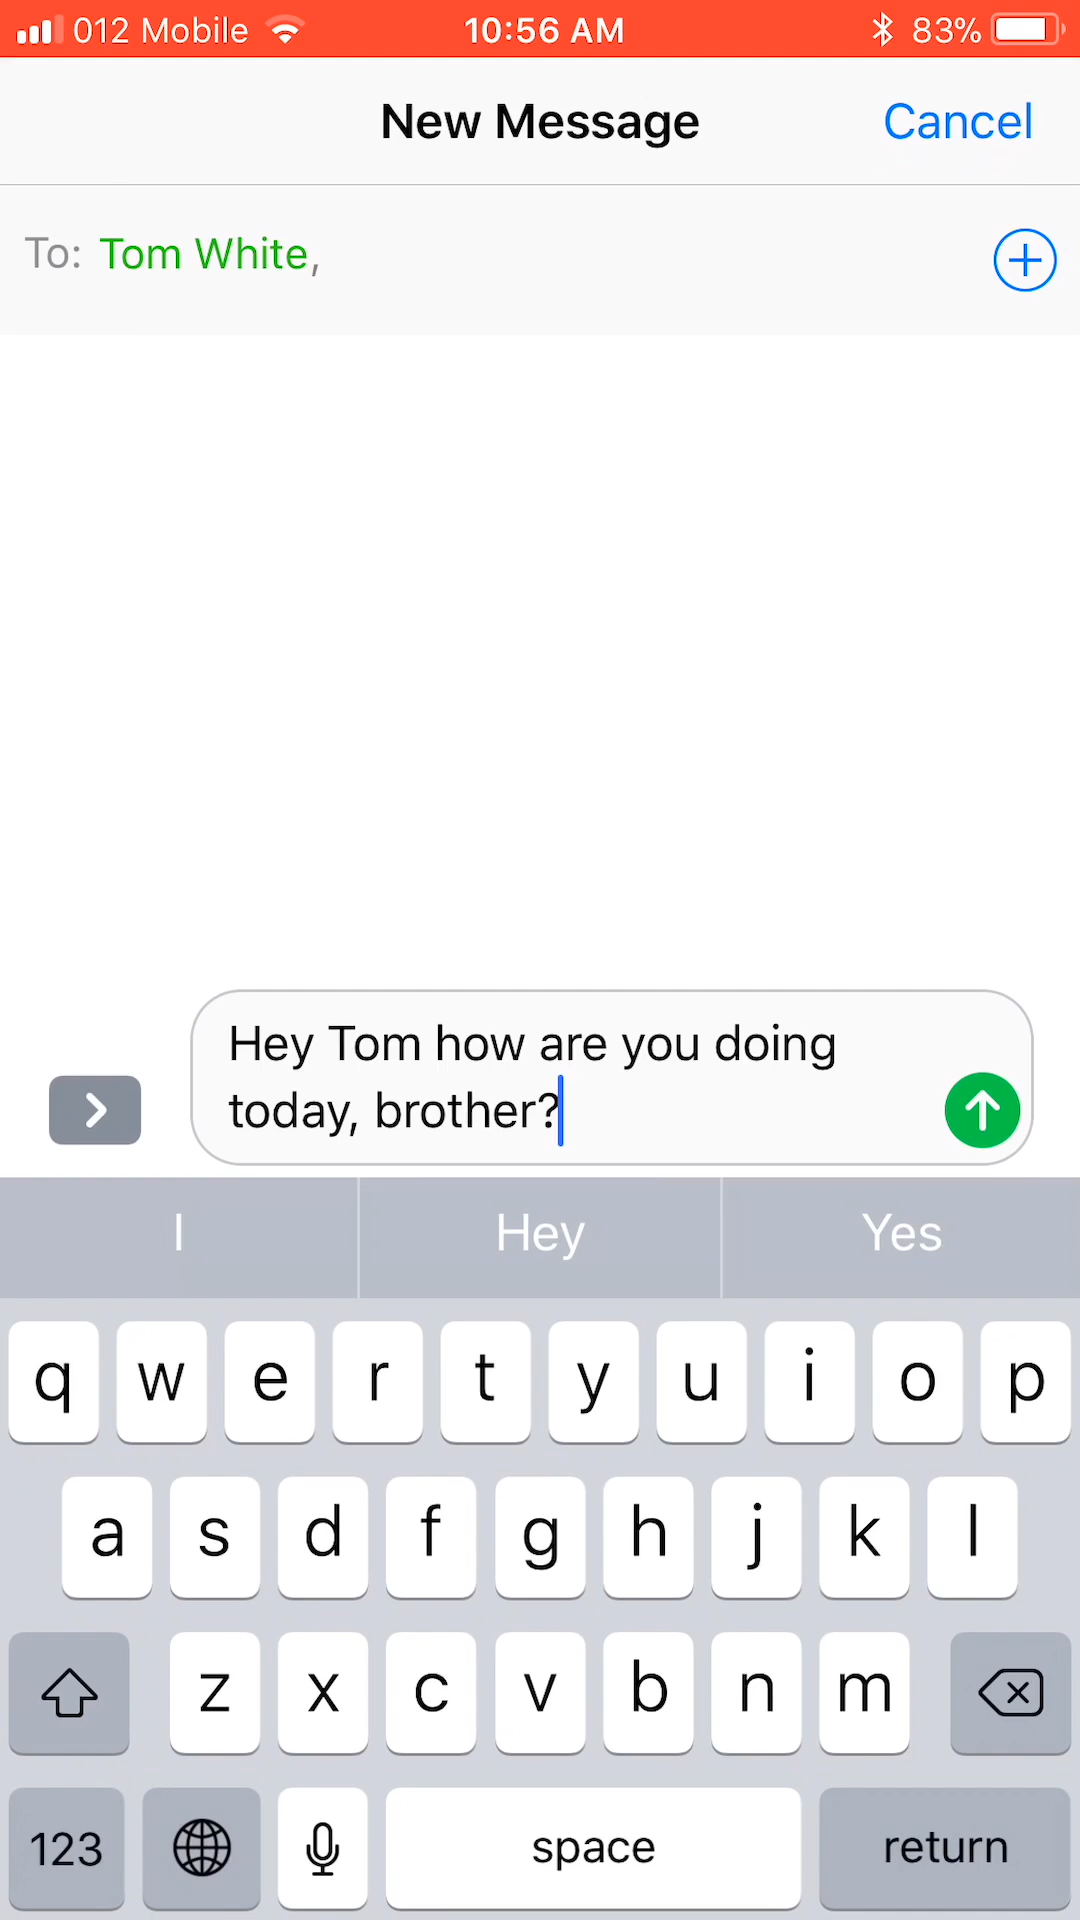 012 Mobile 10:56 AM 83%
New Message Cancel
To: Tom White,
Hey Tom how are you doing
today, brother?
I Hey Yes
q w e r t y u i o p
a s d f g h j k l
z x c v b n m
123 space return